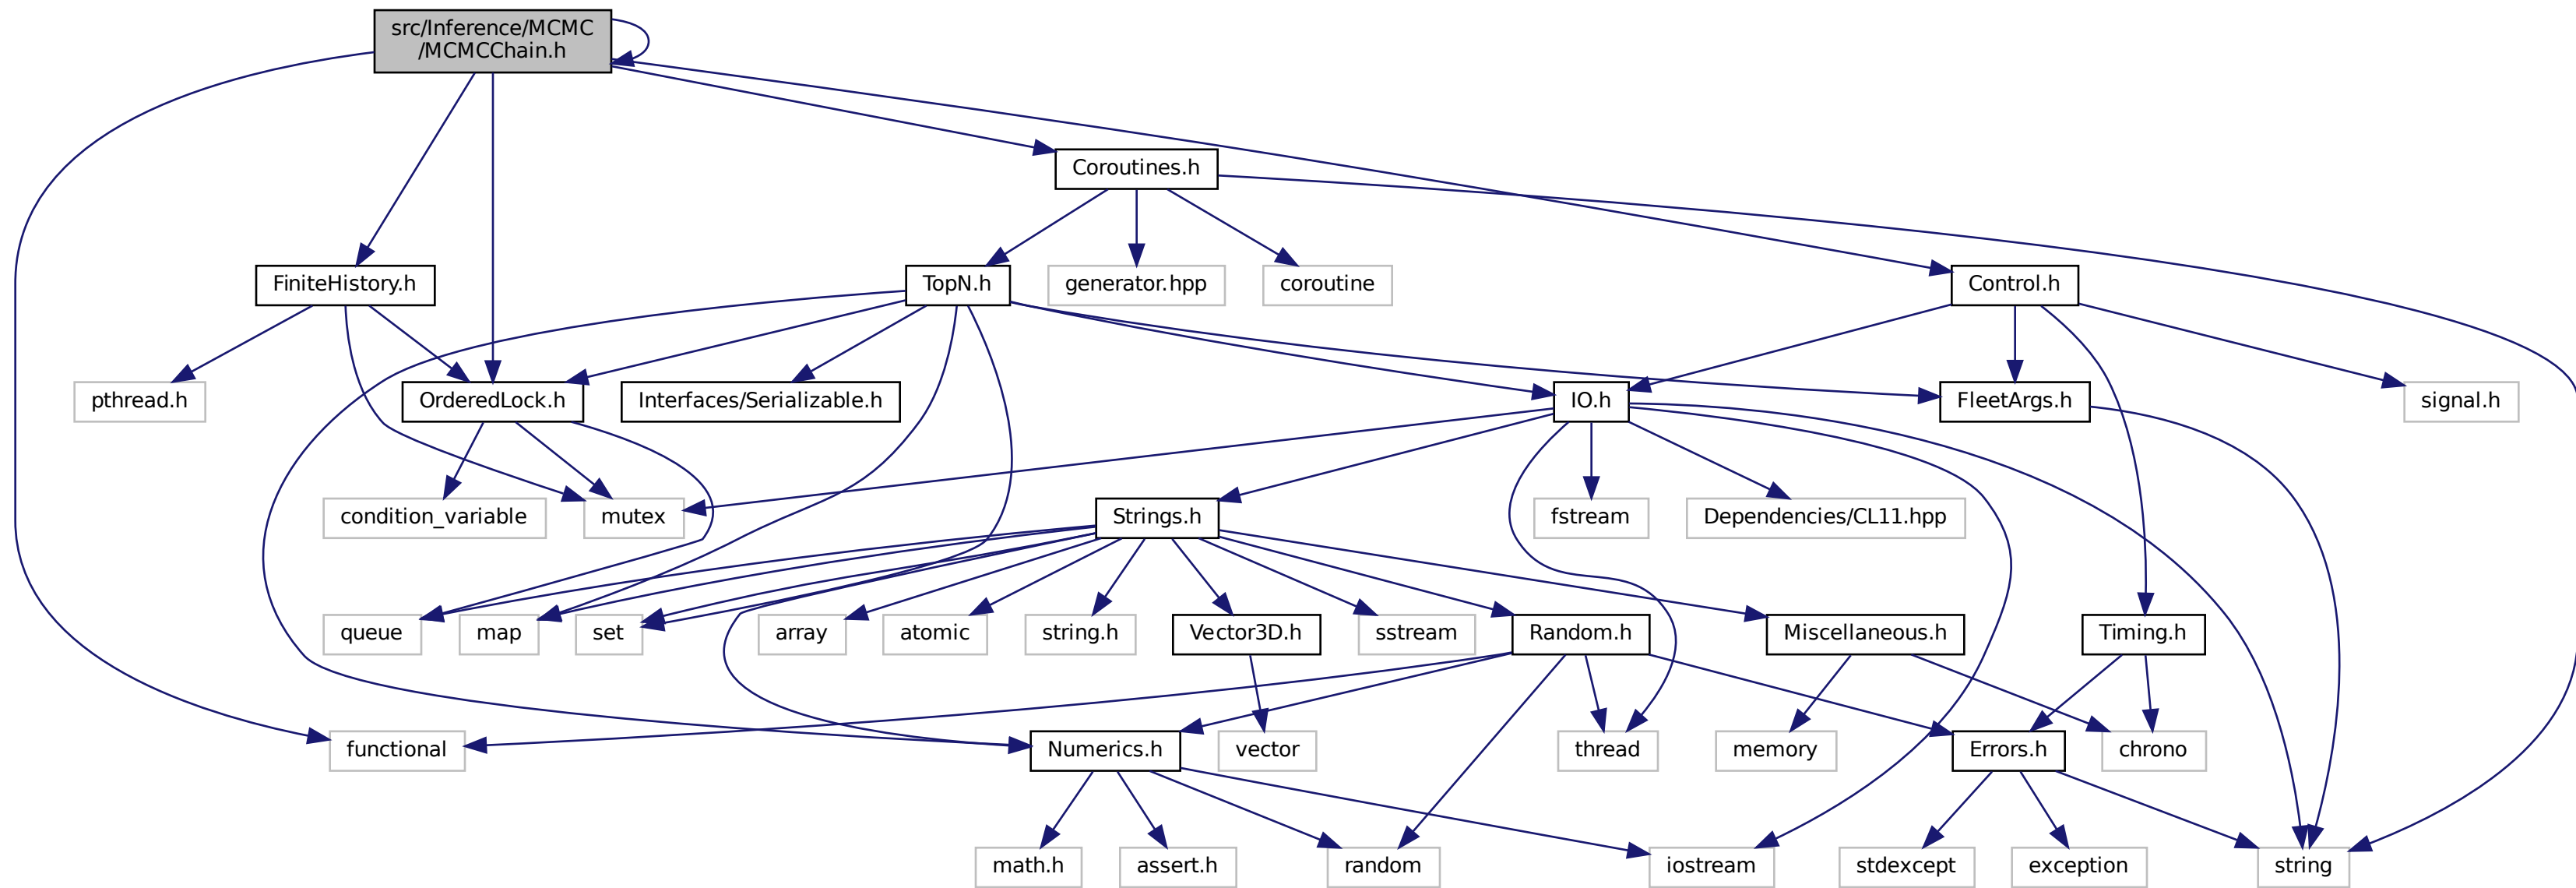 src/Inference/MCMC
/MCMCChain.h
Coroutines.h
FiniteHistory.h
TopN.h
generator.hpp
coroutine
Control.h
pthread.h
OrderedLock.h
Interfaces/Serializable.h
IO.h
FleetArgs.h
signal.h
condition_variable
mutex
Strings.h
fstream
Dependencies/CL11.hpp
queue
map
set
array
atomic
string.h
Vector3D.h
sstream
Random.h
Miscellaneous.h
Timing.h
functional
Numerics.h
vector
thread
memory
Errors.h
chrono
math.h
assert.h
random
iostream
stdexcept
exception
string